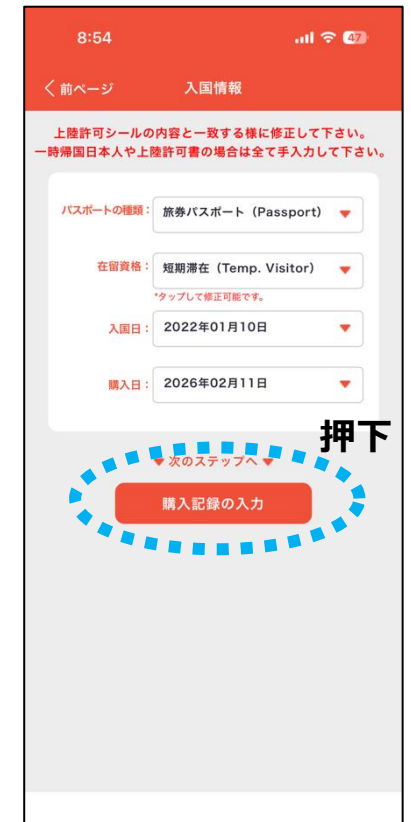 8:54
47
前ページ
入国情報
上陸許可シールの内容と一致する様に修正して下さい。
一時帰国日本人や上陸許可書の場合は全て手入力して下さい。
パスポートの種類：
旅券パスポート（Passport）
在留資格：
短期滞在（Temp. Visitor）
*タップして修正可能です。
入国日：
2022年01月10日
購入日：
2026年02月11日
押下
▼ 次のステップへ ▼
購入記録の入力